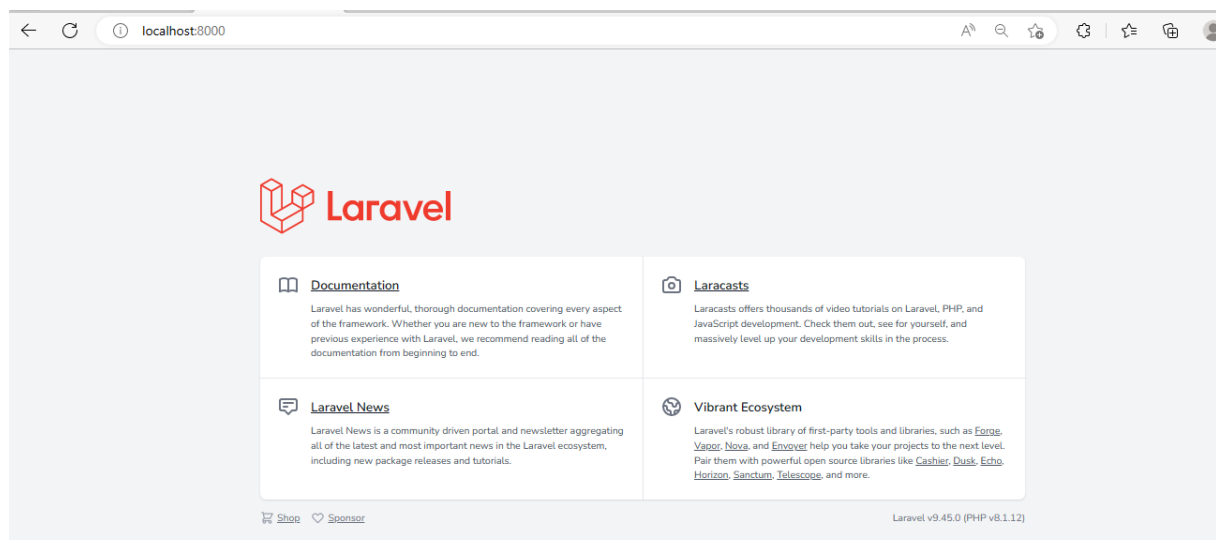 localhost:8000
Laravel
Documentation
Laravel has wonderful, thorough documentation covering every aspect
of the framework. Whether you are new to the framework or have
previous experience with Laravel, we recommend reading all of the
documentation from beginning to end.
Laracasts
Laracasts offers thousands of video tutorials on Laravel, PHP, and
JavaScript development. Check them out, see for yourself, and
massively level up your development skills in the process.
Laravel News
Laravel News is a community driven portal and newsletter aggregating
all of the latest and most important news in the Laravel ecosystem,
including new package releases and tutorials.
Vibrant Ecosystem
Laravel's robust library of first-party tools and libraries, such as Forge,
Vapor, Nova, and Envoyer help you take your projects to the next level.
Pair them with powerful open source libraries like Cashier, Dusk, Echo,
Horizon, Sanctum, Telescope, and more.
Shop Sponsor
Laravel v9.45.0 (PHP v8.1.12)